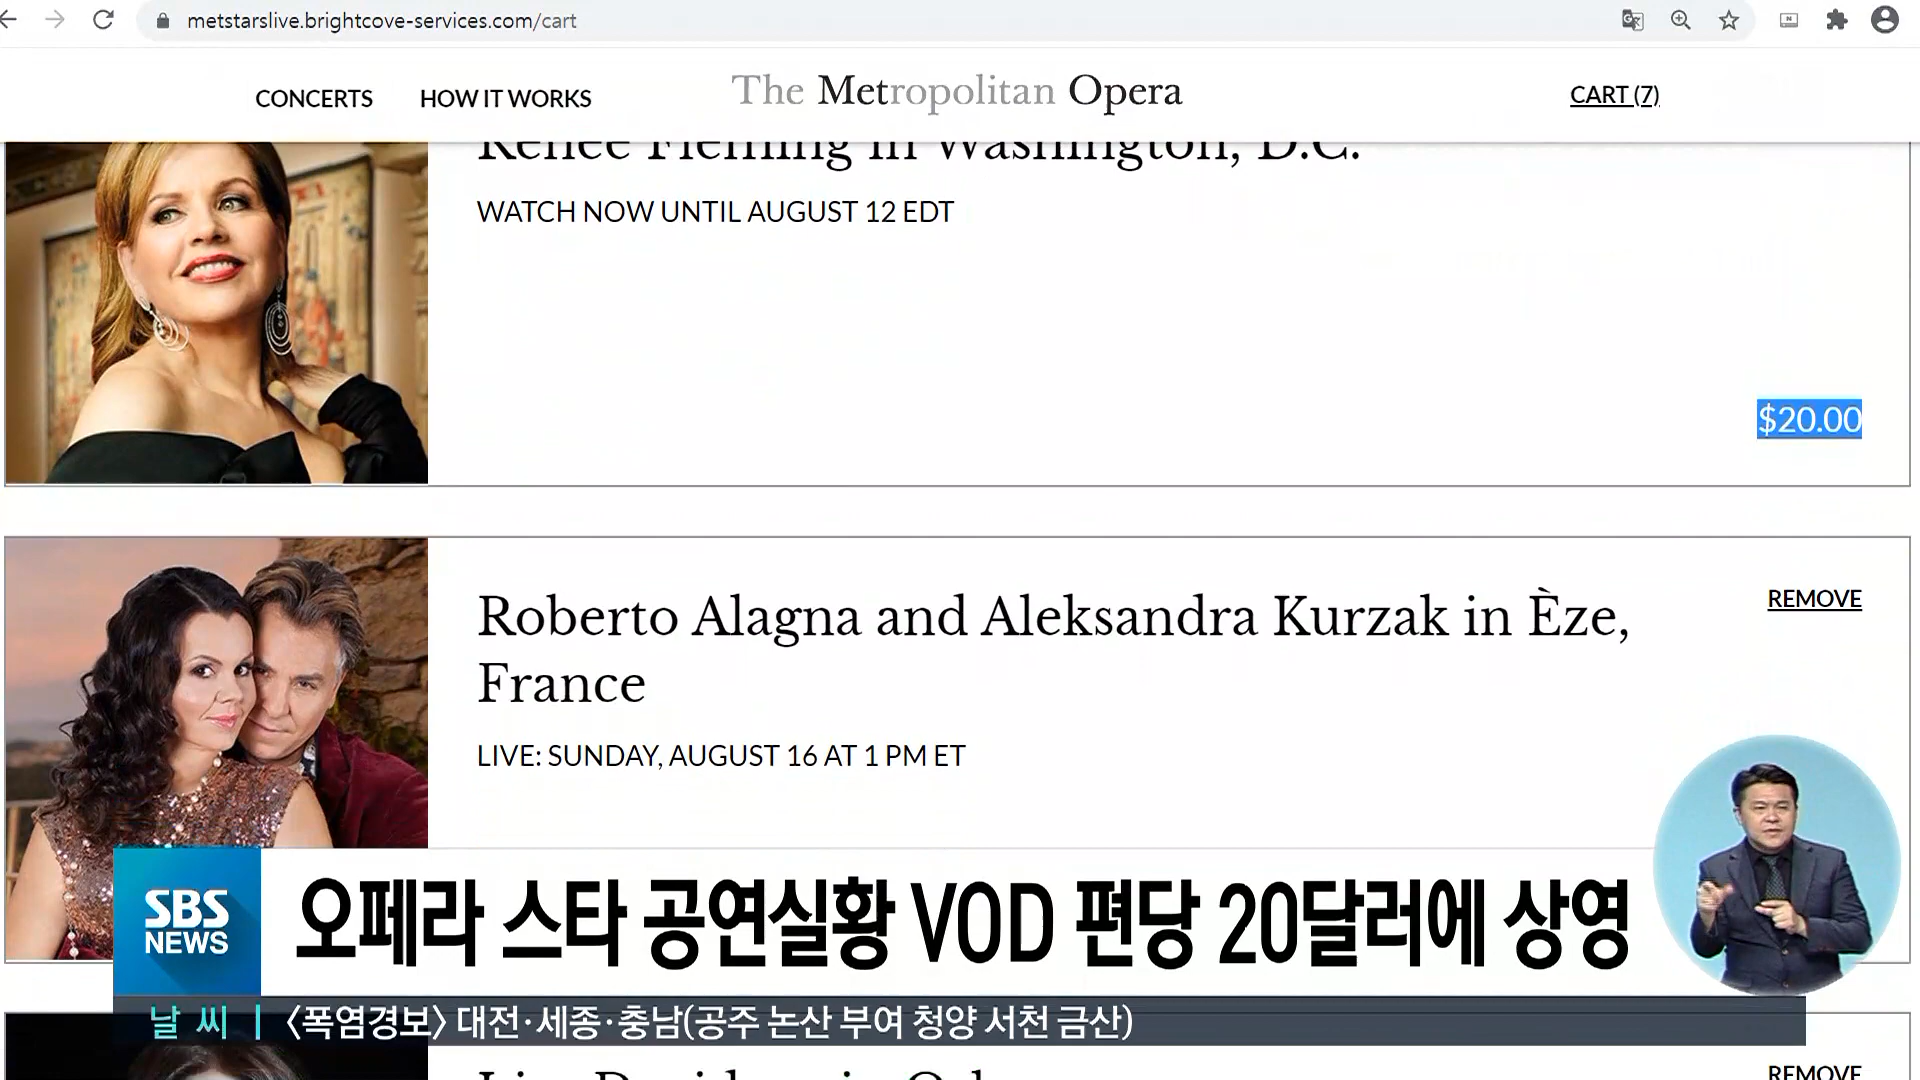 metstarslive.brightcove-services.com/cart
CONCERTS
HOW IT WORKS
The Metropolitan Opera
CART (7)
Renée Fleming in Washington, D.C.
WATCH NOW UNTIL AUGUST 12 EDT
$20.00
Roberto Alagna and Aleksandra Kurzak in Èze,
France
REMOVE
LIVE: SUNDAY, AUGUST 16 AT 1 PM ET
SBS
NEWS
오페라 스타 공연실황 VOD 편당 20달러에 상영
날 씨 | 〈폭염경보〉 대전·세종·충남(공주 논산 부여 청양 서천 금산)
REMOVE